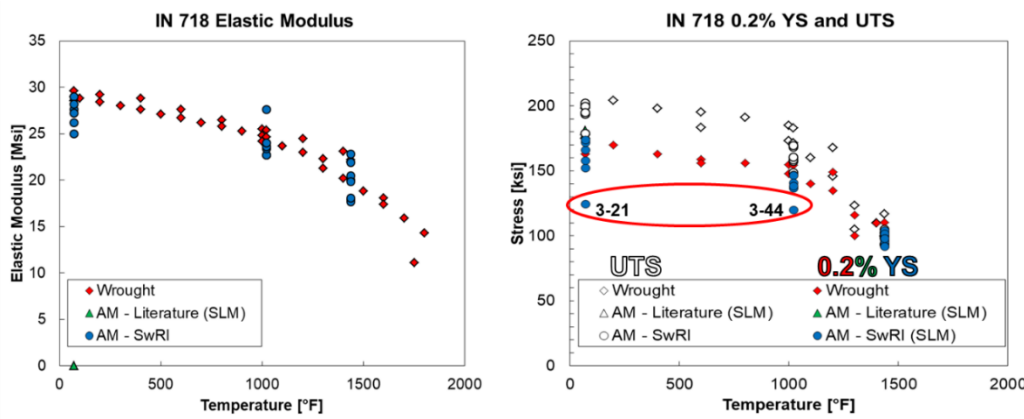 IN 718 Elastic Modulus
35
30
25
20
15
10
5
0
Elastic Modulus [Msi]
0
500
1000
1500
2000
Temperature [°F]
Wrought
AM - Literature (SLM)
AM - SwRI
IN 718 0.2% YS and UTS
250
200
150
100
50
0
Stress [ksi]
3-21
3-44
UTS
0.2% YS
Wrought
Wrought
AM - Literature (SLM)
AM - Literature (SLM)
AM - SwRI
AM - SwRI (SLM)
0
500
1000
1500
2000
Temperature [°F]